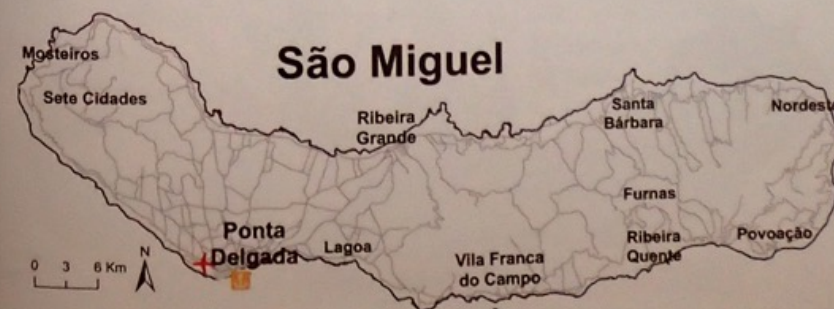 São Miguel
Mosteiros
Sete Cidades
Ribeira
Grande
Santa
Bárbara
Nordest
Furnas
Ponta
Delgada
Lagoa
Vila Franca
do Campo
Ribeira
Quente
Povoação
0 3 6 Km
N